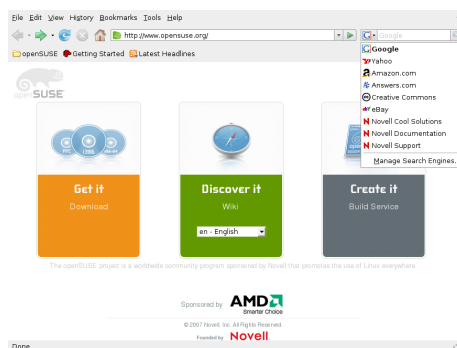 File Edit View History Bookmarks Tools Help
http://www.opensuse.org/
Google
openSUSE Getting Started Latest Headlines
Google
Yahoo
Amazon.com
Answers.com
Creative Commons
eBay
Novell Cool Solutions
Novell Documentation
Novell Support
Manage Search Engines...
openSUSE
Get it
Download
Discover it
Wiki
en - English
Create it
Build Service
The openSUSE project is a worldwide community program sponsored by Novell that promotes the use of Linux everywhere.
Sponsored by AMD
Smarter Choice
© 2007 Novell, Inc. All Rights Reserved.
Founded by Novell
Done